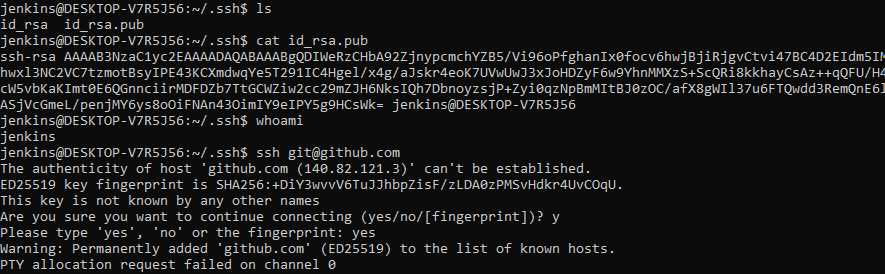 jenkins@DESKTOP-V7R5J56:~/.ssh$ ls
id_rsa  id_rsa.pub
jenkins@DESKTOP-V7R5J56:~/.ssh$ cat id_rsa.pub
ssh-rsa AAAAB3NzaC1yc2EAAAADAQABAAABgQDIWeRzCHbA92ZjnypcmchYZB5/Vi96oPfghanIx0focv6hwjBjiRjgvCtvi47BC4D2EIdm5IM
hwxl3NC2VC7tzmotBsyIPE43KCXmdwqYe5T291IC4Hgel/x4g/aJskr4eoK7UVwUwJ3xJoHDZyF6w9YhnMMXzS+ScQRi8kkhayCsAz++qQFU/H4
cW5vbKaKImt0E6QGnnciirMDFDZb7TtGCWZiw2cc29mZJH6NksIQh7DbnoyzsjP+Zyi0qzNpBmMItBJ0zOC/afX8gWIl37u6FTQwdd3RemQnE6l
ASjVcGmeL/penjMY6ys8oOiFNAn43OimIY9eIPY5g9HCsWk= jenkins@DESKTOP-V7R5J56
jenkins@DESKTOP-V7R5J56:~/.ssh$ whoami
jenkins
jenkins@DESKTOP-V7R5J56:~/.ssh$ ssh git@github.com
The authenticity of host 'github.com (140.82.121.3)' can't be established.
ED25519 key fingerprint is SHA256:+DiY3wvvV6TuJJhbpZisF/zLDA0zPMSvHdkr4UvCOqU.
This key is not known by any other names
Are you sure you want to continue connecting (yes/no/[fingerprint])? y
Please type 'yes', 'no' or the fingerprint: yes
Warning: Permanently added 'github.com' (ED25519) to the list of known hosts.
PTY allocation request failed on channel 0